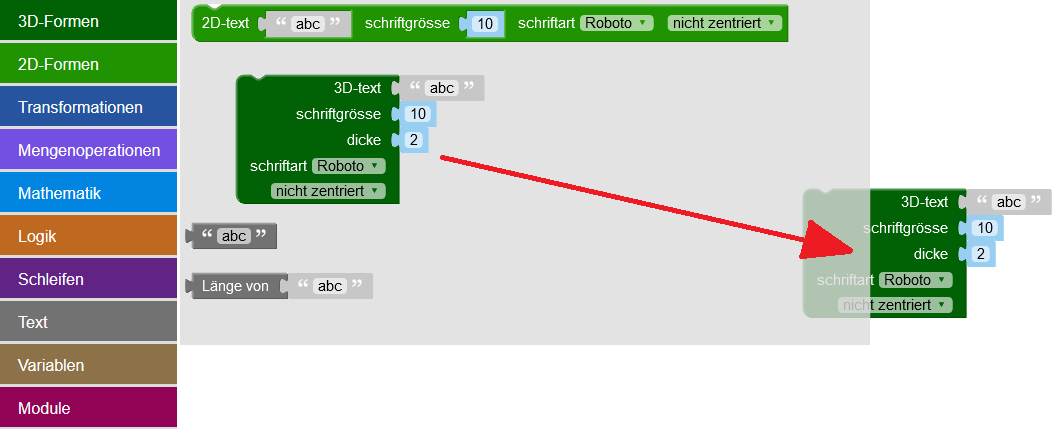 3D-Formen
2D-Formen
Transformationen
Mengenoperationen
Mathematik
Logik
Schleifen
Text
Variablen
Module
2D-text “ abc ” schriftgrösse 10 schriftart Roboto ▾ nicht zentriert ▾
3D-text “ abc ”
schriftgrösse 10
dicke 2
schriftart Roboto ▾
nicht zentriert ▾
“ abc ”
Länge von “ abc ”
3D-text “ abc ”
schriftgrösse 10
dicke 2
schriftart Roboto ▾
nicht zentriert ▾